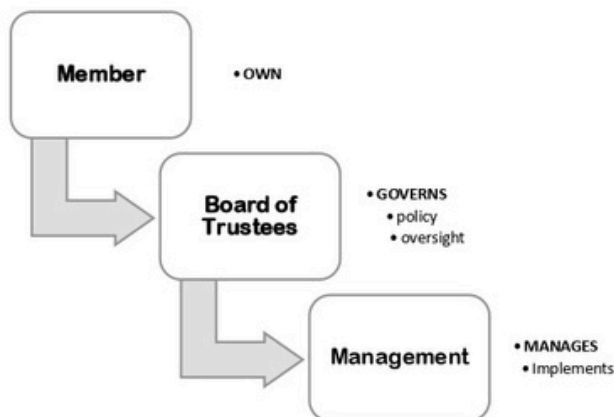 Member
• OWN
Board of
Trustees
• GOVERNS
• policy
• oversight
Management
• MANAGES
• Implements